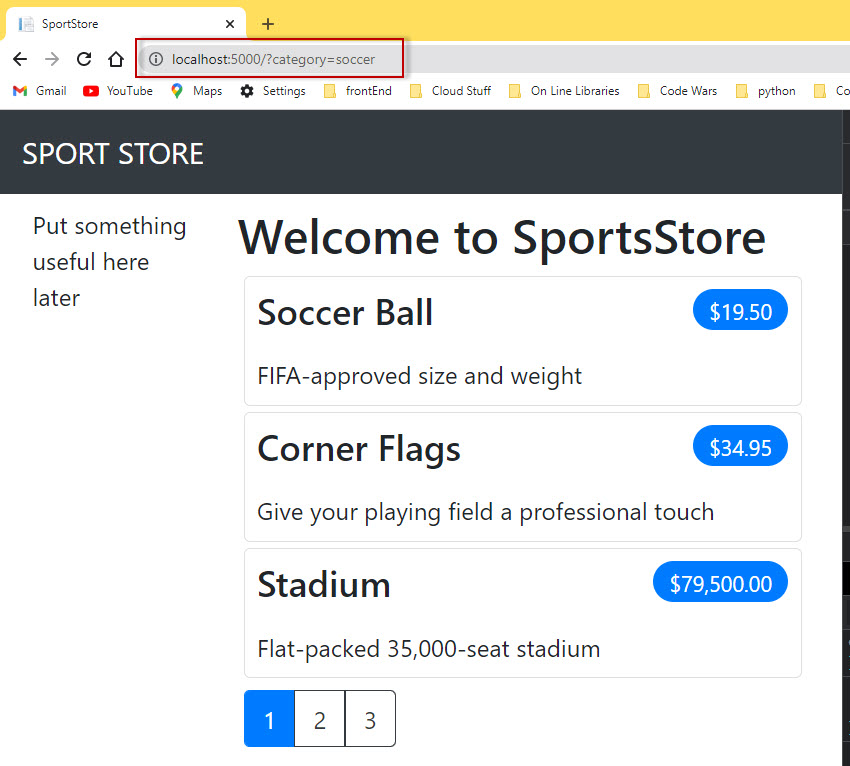 SportStore
localhost:5000/?category=soccer
Gmail YouTube Maps Settings frontEnd Cloud Stuff On Line Libraries Code Wars python Co
SPORT STORE
Put something
useful here
later
Welcome to SportsStore
Soccer Ball $19.50
FIFA-approved size and weight
Corner Flags $34.95
Give your playing field a professional touch
Stadium $79,500.00
Flat-packed 35,000-seat stadium
1 2 3